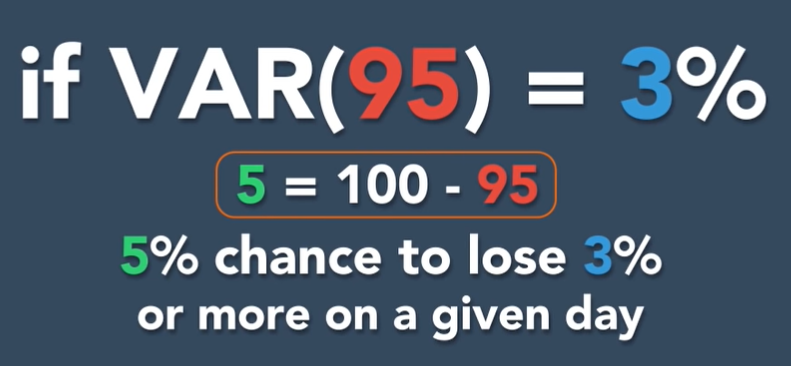 if VAR(95) = 3%
5 = 100 - 95
5% chance to lose 3%
or more on a given day